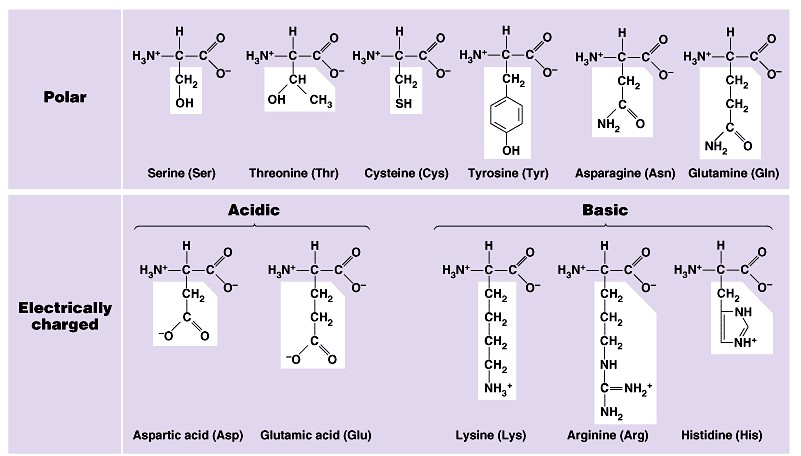 Polar
H H H H H H
H₃N⁺ C C O O⁻ H₃N⁺ C C O O⁻ H₃N⁺ C C O O⁻ H₃N⁺ C C O O⁻ H₃N⁺ C C O O⁻ H₃N⁺ C C O O⁻
CH₂ CH CH₂ CH₂ CH₂ CH₂
OH OH CH₃ SH OH C NH₂ O CH₂ C NH₂ O
Serine (Ser) Threonine (Thr) Cysteine (Cys) Tyrosine (Tyr) Asparagine (Asn) Glutamine (Gln)
Electrically
charged
Acidic Basic
H H H H H
H₃N⁺ C C O O⁻ H₃N⁺ C C O O⁻ H₃N⁺ C C O O⁻ H₃N⁺ C C O O⁻ H₃N⁺ C C O O⁻
CH₂ CH₂ CH₂ CH₂ CH₂
C ⁻O O CH₂ CH₂ CH₂ NH
C ⁻O O CH₂ CH₂ NH⁺
CH₂ NH
NH₃⁺ C NH₂⁺
NH₂
Aspartic acid (Asp) Glutamic acid (Glu) Lysine (Lys) Arginine (Arg) Histidine (His)